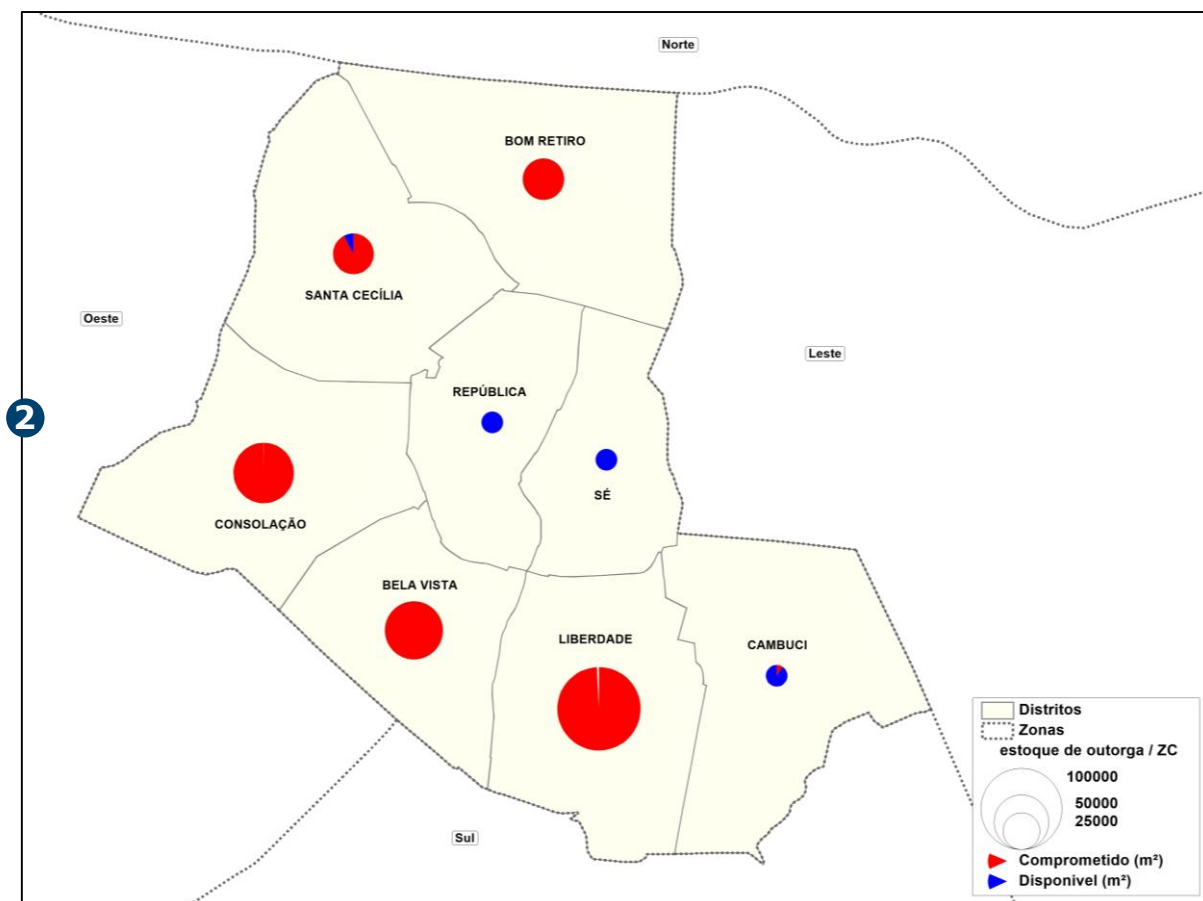 Norte
BOM RETIRO
SANTA CECÍLIA
Oeste
Leste
REPÚBLICA
2
SÉ
CONSOLAÇÃO
BELA VISTA
LIBERDADE
CAMBUCI
Sul
Distritos
Zonas
estoque de outorga / ZC
100000
50000
25000
Comprometido (m²)
Disponivel (m²)